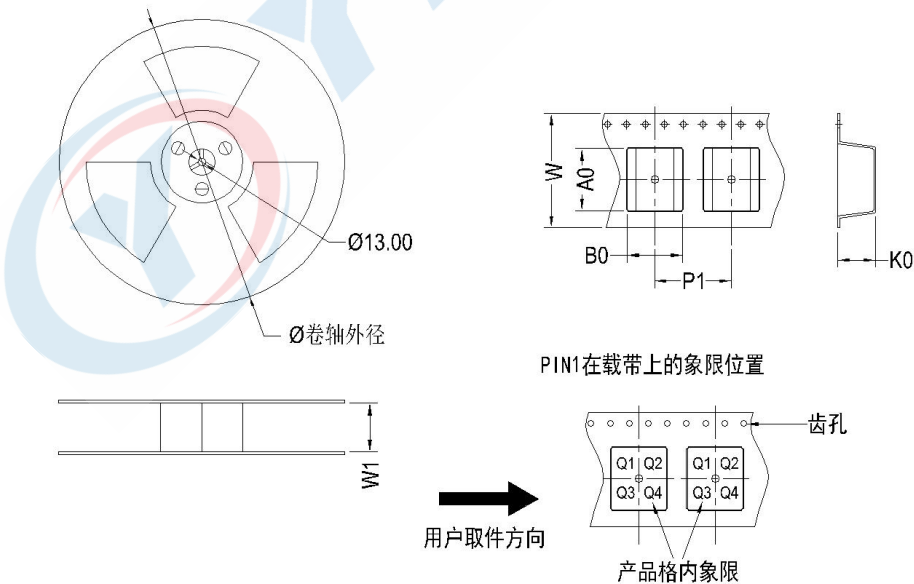 Ø13.00
Ø卷轴外径
W1
W
A0
B0
P1
K0
PIN1在载带上的象限位置
齿孔
Q1 Q2 Q1 Q2
Q3 Q4 Q3 Q4
用户取件方向
产品格内象限